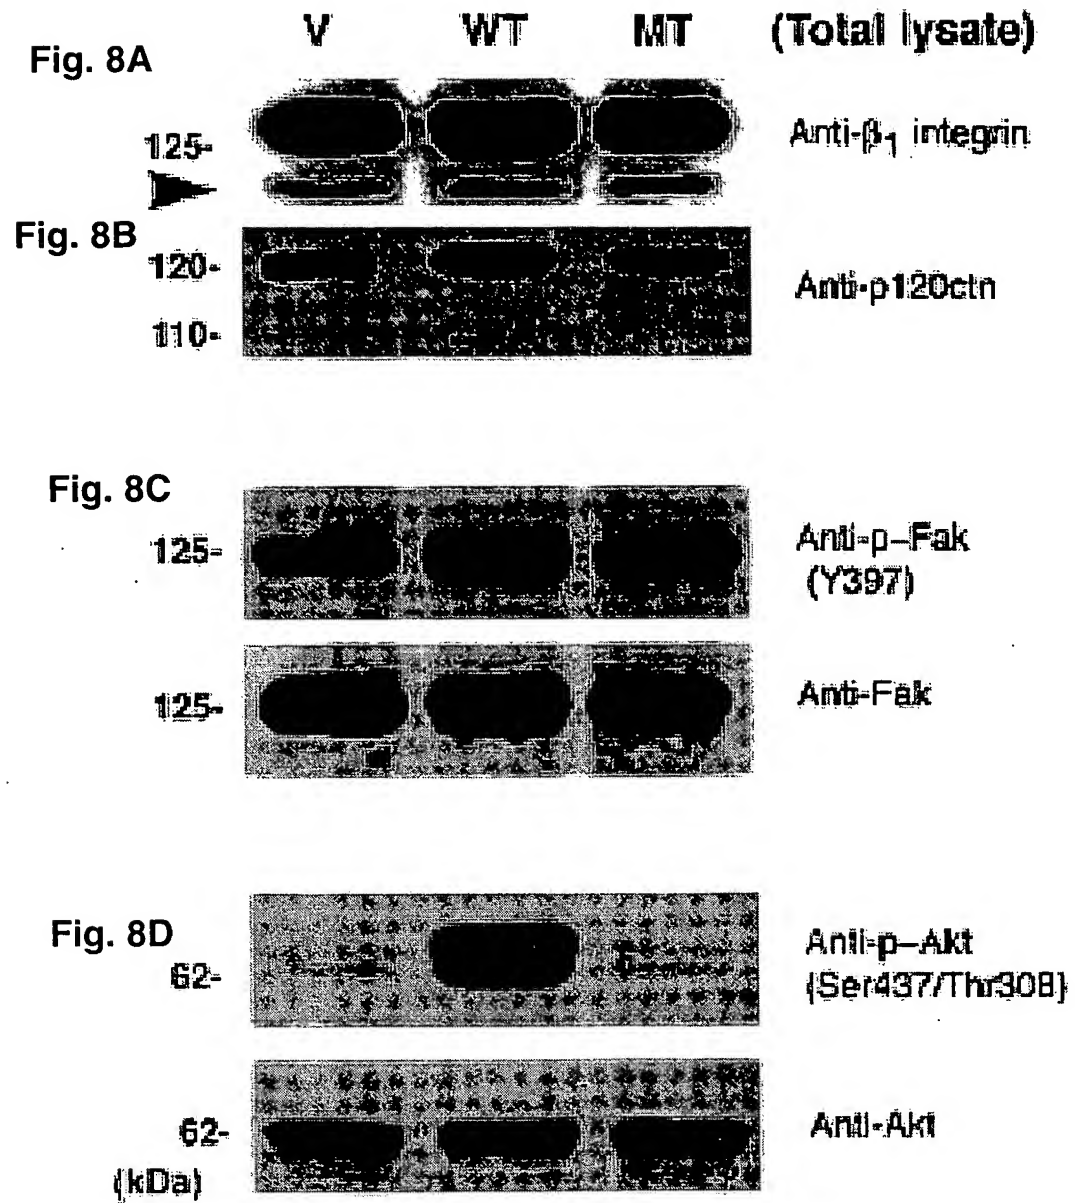 V WT MT (Total lysate)
Fig. 8A
125-
Anti-β1 integrin
Fig. 8B
120-
110-
Anti-p120ctn
Fig. 8C
125-
Anti-p-Fak
(Y397)
125-
Anti-Fak
Fig. 8D
62-
Anti-p-Akt
(Ser437/Thr308)
62-
(kDa)
Anti-Akt